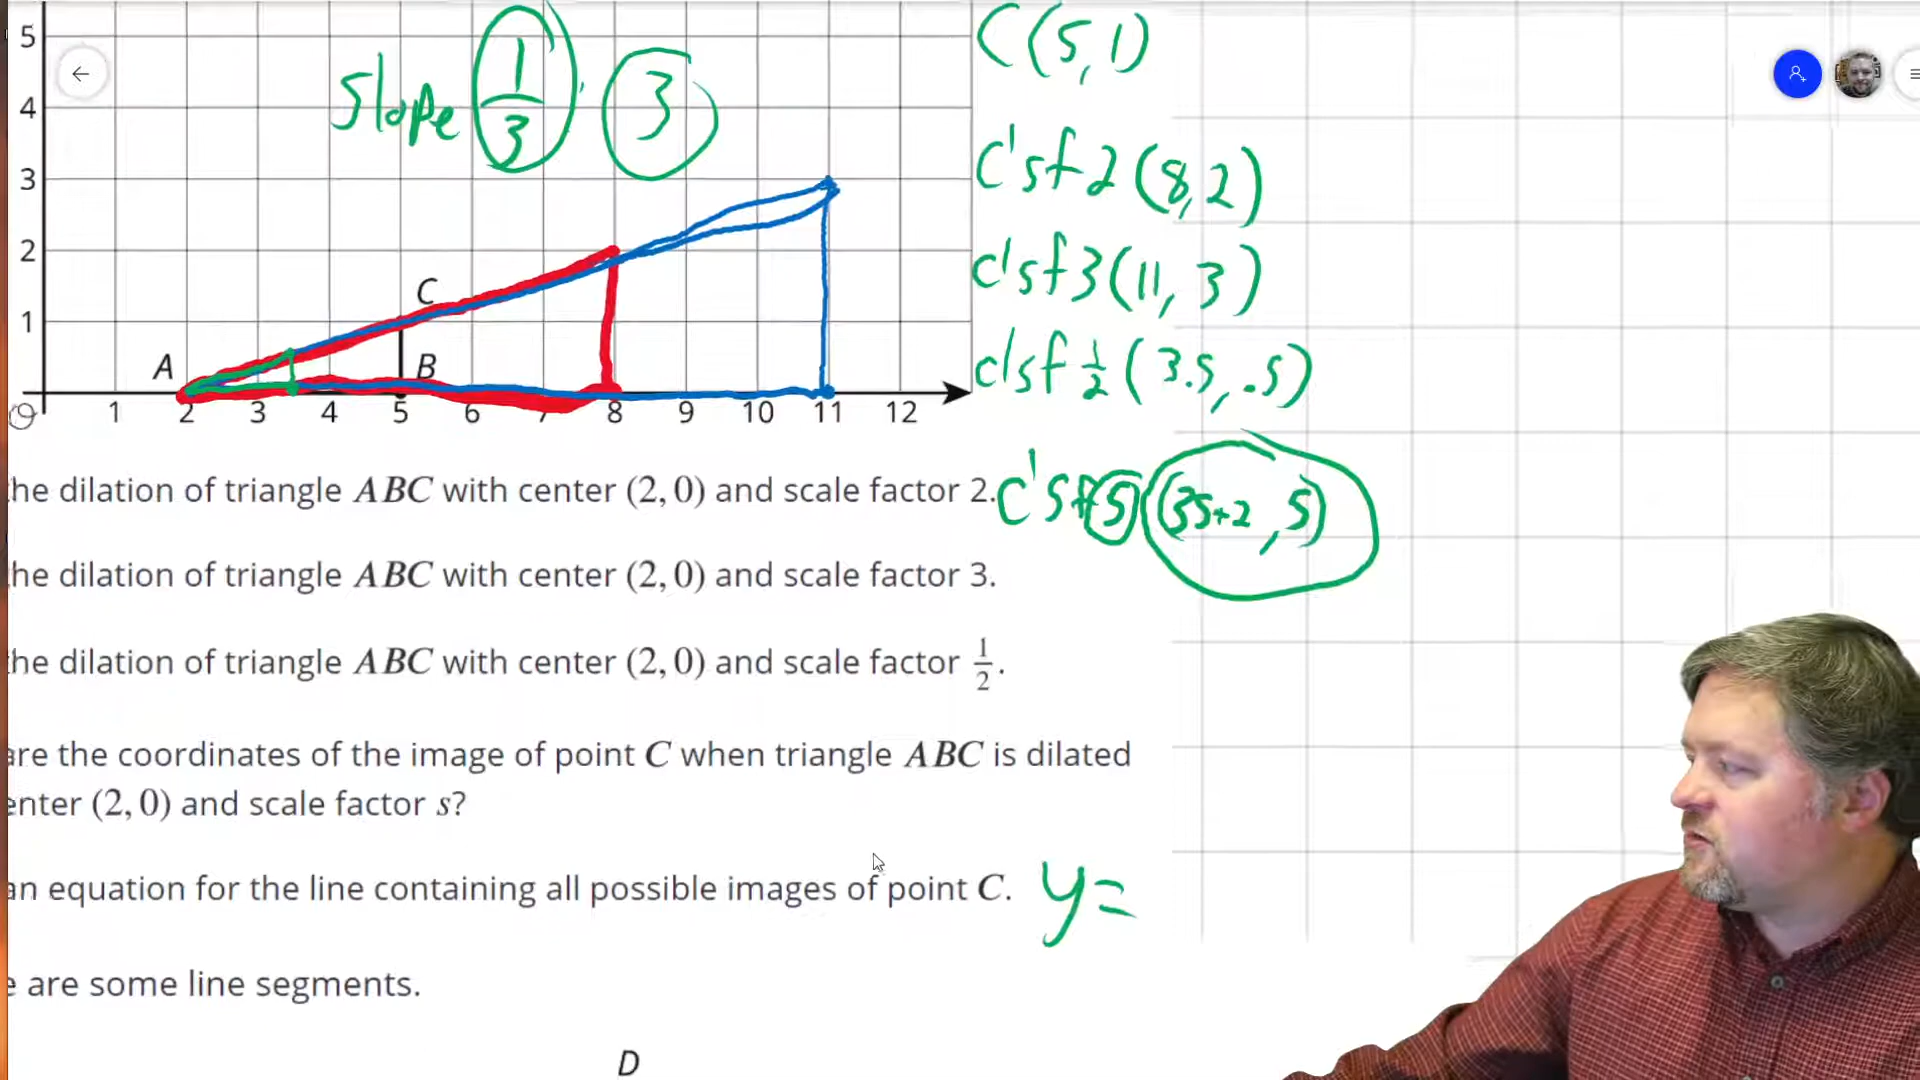 C (5, 1)
5
slope 1/3 · 3
4
C' sf 2 (8, 2)
3
C' sf 3 (11, 3)
2
C
1
C' sf 1/2 (3.5, .5)
A
B
1 2 3 4 5 6 7 8 9 10 11 12
he dilation of triangle ABC with center (2, 0) and scale factor 2.
C' sf s (3s+2, s)
he dilation of triangle ABC with center (2, 0) and scale factor 3.
he dilation of triangle ABC with center (2, 0) and scale factor 1/2.
are the coordinates of the image of point C when triangle ABC is dilated
enter (2, 0) and scale factor s?
an equation for the line containing all possible images of point C. y=
e are some line segments.
D